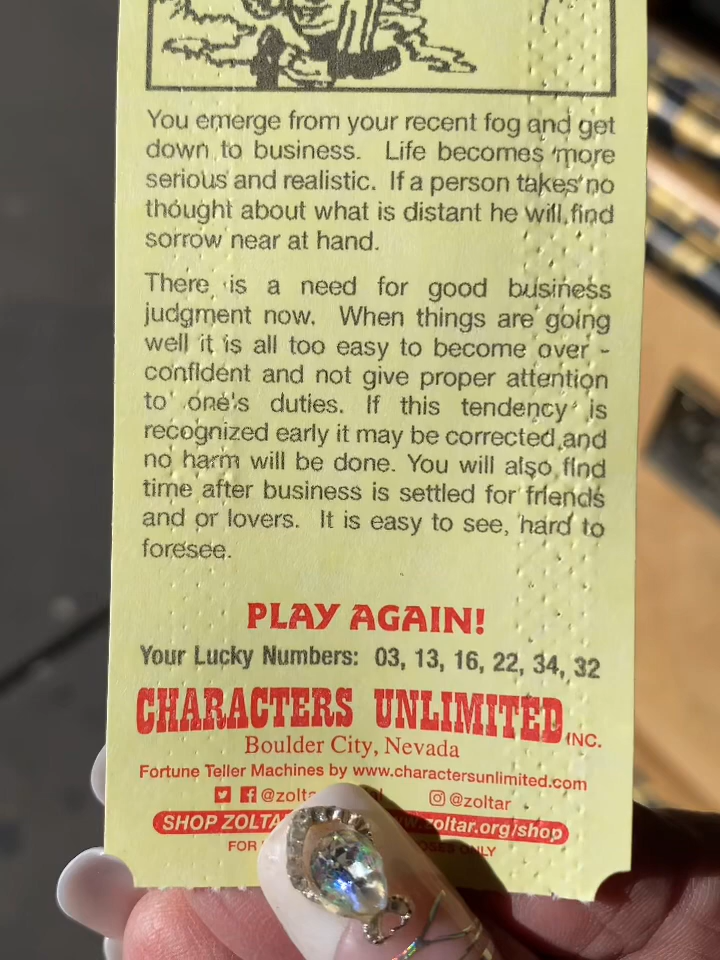 You emerge from your recent fog and get
down to business. Life becomes more
serious and realistic. If a person takes no
thought about what is distant he will find
sorrow near at hand.
There is a need for good business
judgment now. When things are going
well it is all too easy to become over -
confident and not give proper attention
to one's duties. If this tendency is
recognized early it may be corrected and
no harm will be done. You will also find
time after business is settled for friends
and or lovers. It is easy to see, hard to
foresee.
PLAY AGAIN!
Your Lucky Numbers: 03, 13, 16, 22, 34, 32
CHARACTERS UNLIMITED INC.
Boulder City, Nevada
Fortune Teller Machines by www.charactersunlimited.com
@zoltar
SHOP zoltar.org/shop
FOR ONLY